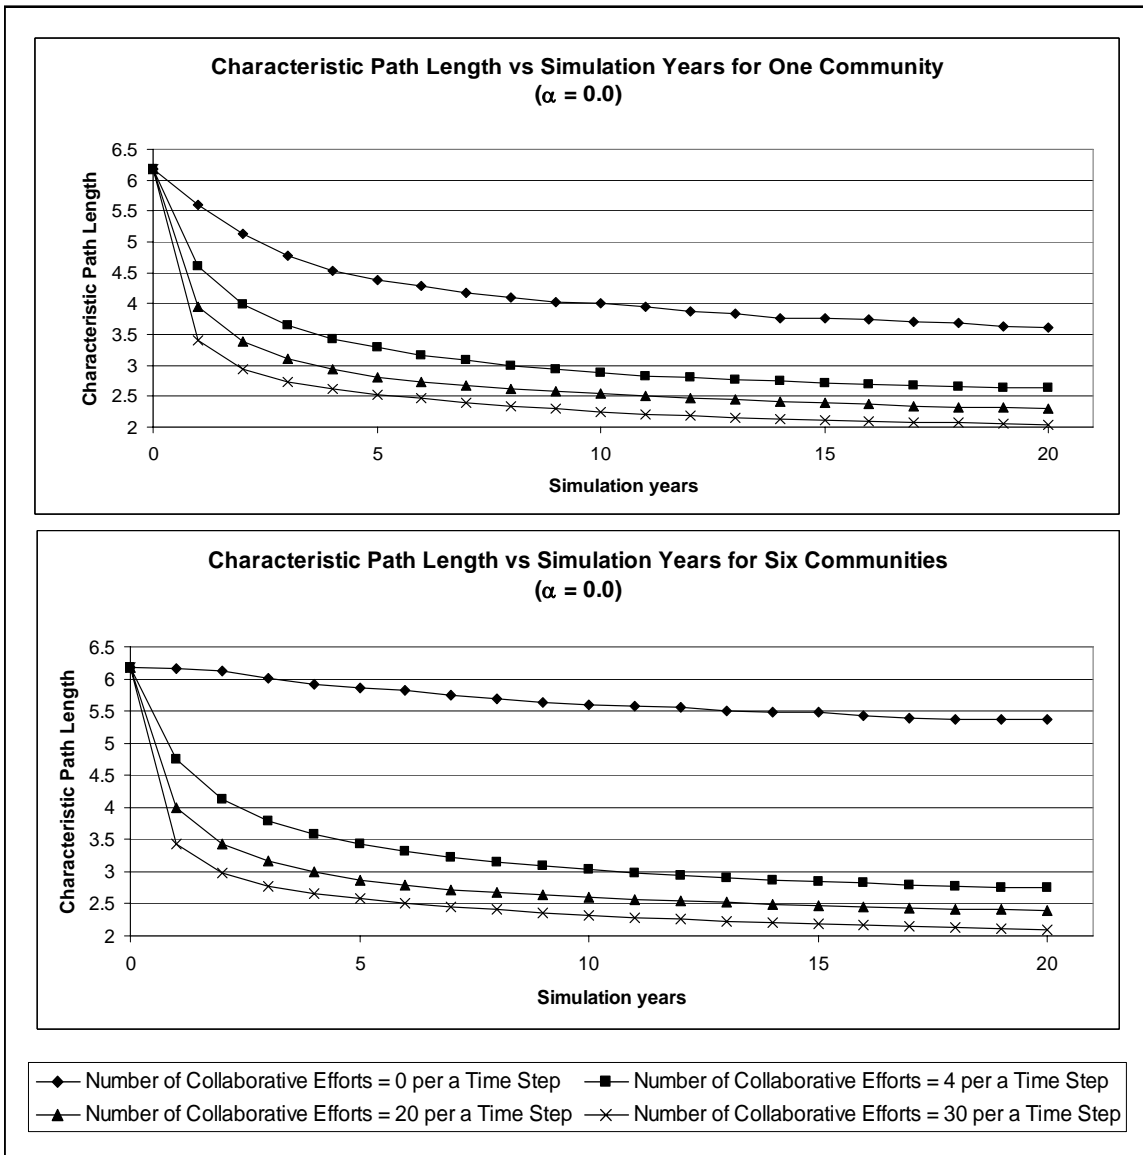 Characteristic Path Length vs Simulation Years for One Community
(α = 0.0)
Characteristic Path Length
6.5
6
5.5
5
4.5
4
3.5
3
2.5
2
0 5 10 15 20
Simulation years
Characteristic Path Length vs Simulation Years for Six Communities
(α = 0.0)
Characteristic Path Length
6.5
6
5.5
5
4.5
4
3.5
3
2.5
2
0 5 10 15 20
Simulation years
Number of Collaborative Efforts = 0 per a Time Step Number of Collaborative Efforts = 4 per a Time Step
Number of Collaborative Efforts = 20 per a Time Step Number of Collaborative Efforts = 30 per a Time Step